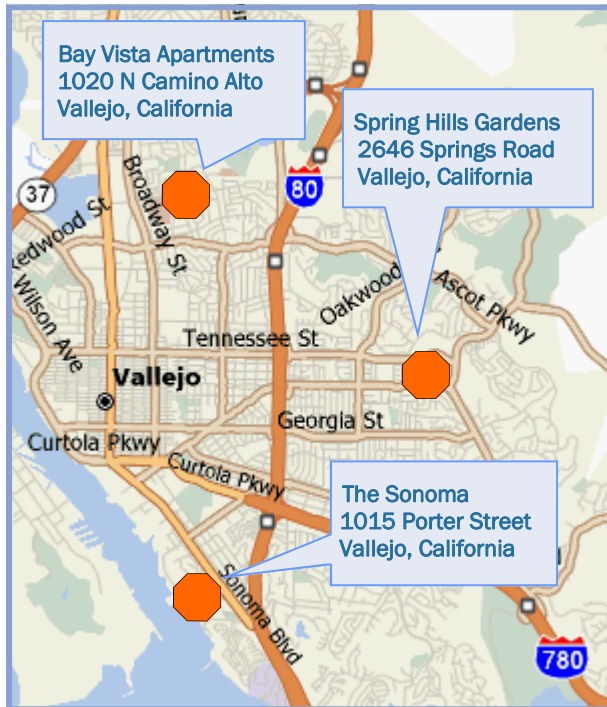 Bay Vista Apartments
1020 N Camino Alto
Vallejo, California
Spring Hills Gardens
2646 Springs Road
Vallejo, California
37
80
Broadway St
Redwood St
Wilson Ave
Oakwood
Ascot Pkwy
Tennessee St
Vallejo
Georgia St
Curtola Pkwy
Curtola Pkwy
The Sonoma
1015 Porter Street
Vallejo, California
Sonoma Blvd
780